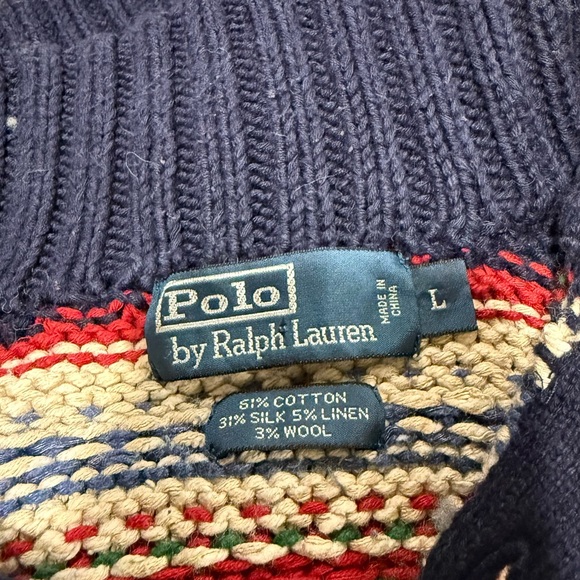 Polo
by Ralph Lauren
MADE IN
CHINA
L
61% COTTON
31% SILK 5% LINEN
3% WOOL